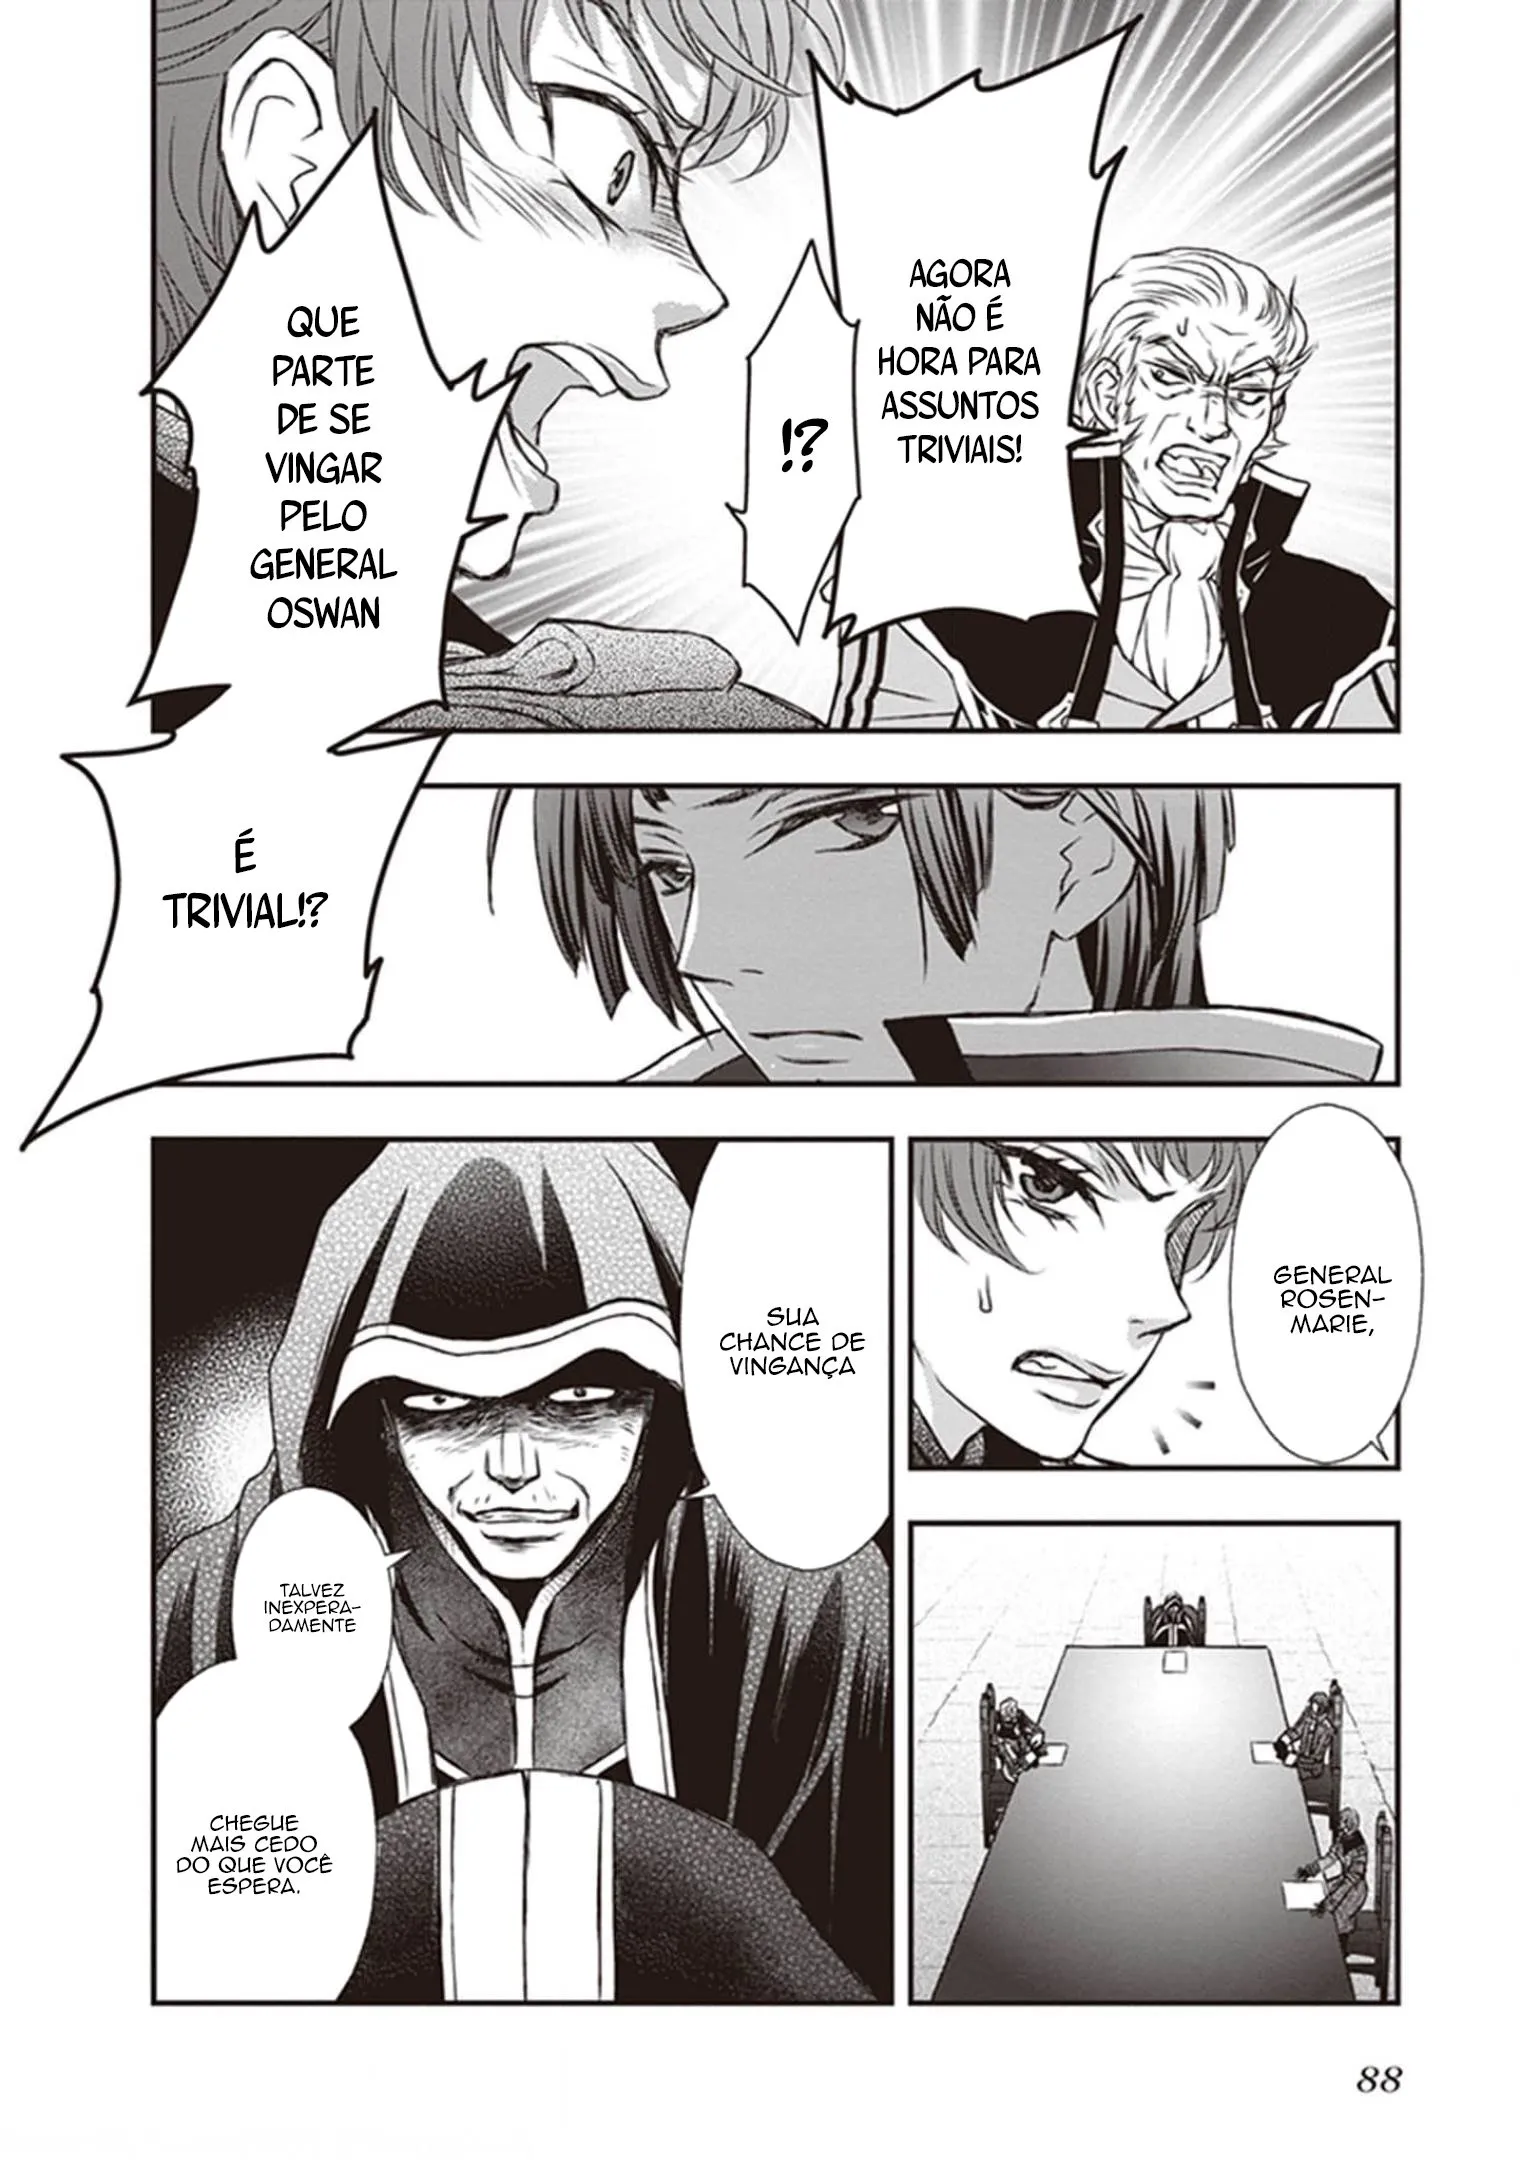 AGORA
NÃO É
HORA PARA
ASSUNTOS
TRIVIAIS!
!?
QUE
PARTE
DE SE
VINGAR
PELO
GENERAL
OSWAN
É
TRIVIAL!?
GENERAL
ROSEN-
MARIE,
SUA
CHANCE DE
VINGANÇA
TALVEZ
INEXPERA-
DAMENTE
CHEGUE
MAIS CEDO
DO QUE VOCÊ
ESPERA.
88